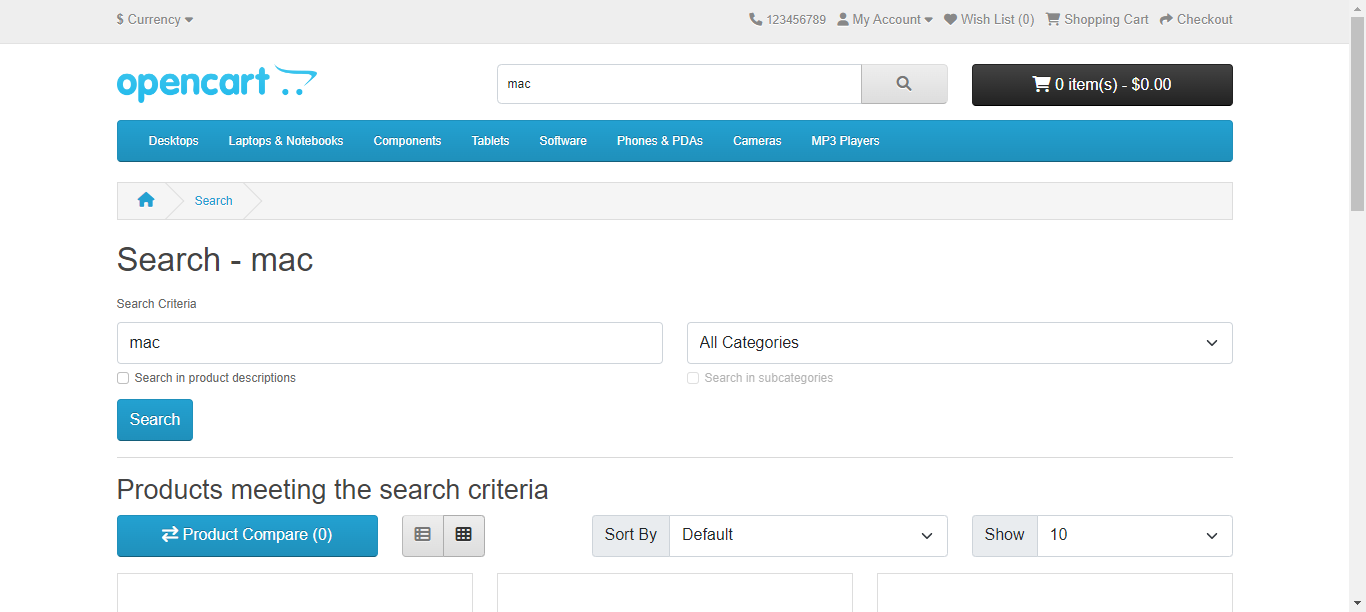 $ Currency
123456789 My Account Wish List (0) Shopping Cart Checkout
opencart
mac
0 item(s) - $0.00
Desktops Laptops & Notebooks Components Tablets Software Phones & PDAs Cameras MP3 Players
Search
Search - mac
Search Criteria
mac
All Categories
Search in product descriptions
Search in subcategories
Search
Products meeting the search criteria
Product Compare (0)
Sort By Default
Show 10